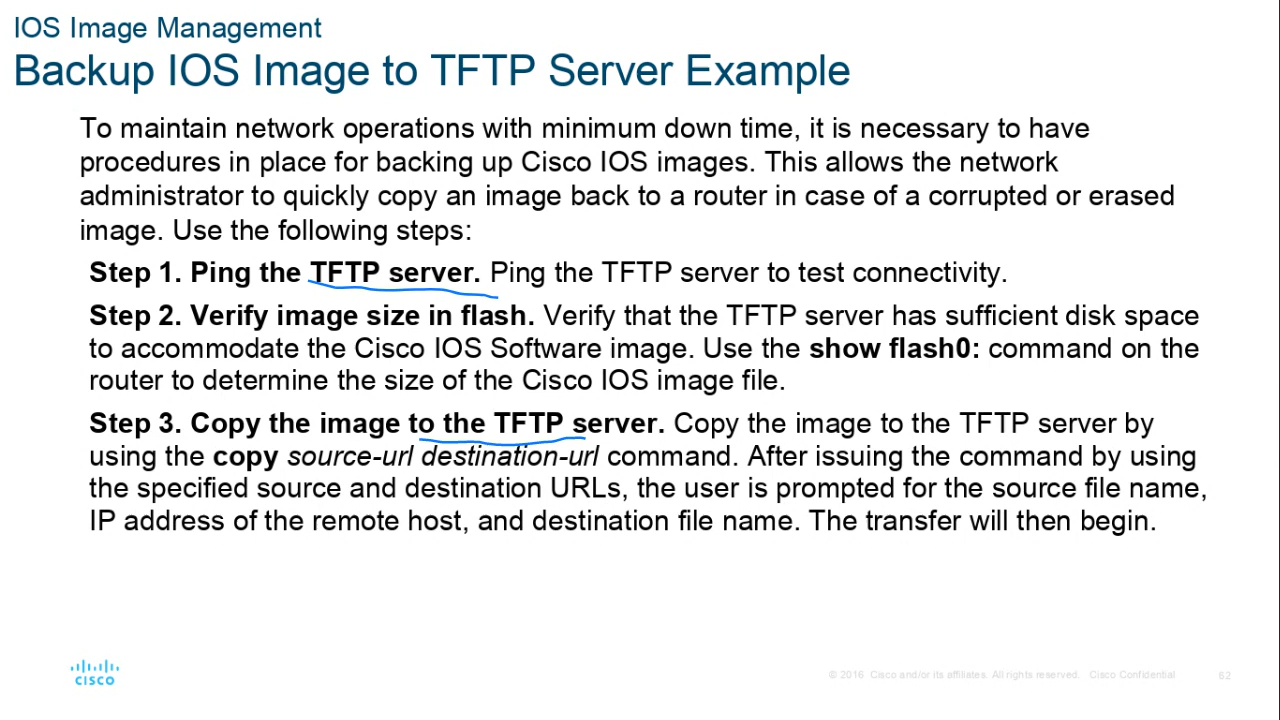 IOS Image Management
Backup IOS Image to TFTP Server Example
To maintain network operations with minimum down time, it is necessary to have
procedures in place for backing up Cisco IOS images. This allows the network
administrator to quickly copy an image back to a router in case of a corrupted or erased
image. Use the following steps:
Step 1. Ping the TFTP server. Ping the TFTP server to test connectivity.
Step 2. Verify image size in flash. Verify that the TFTP server has sufficient disk space
to accommodate the Cisco IOS Software image. Use the show flash0: command on the
router to determine the size of the Cisco IOS image file.
Step 3. Copy the image to the TFTP server. Copy the image to the TFTP server by
using the copy source-url destination-url command. After issuing the command by using
the specified source and destination URLs, the user is prompted for the source file name,
IP address of the remote host, and destination file name. The transfer will then begin.
CISCO
© 2016 Cisco and/or its affiliates. All rights reserved. Cisco Confidential
62